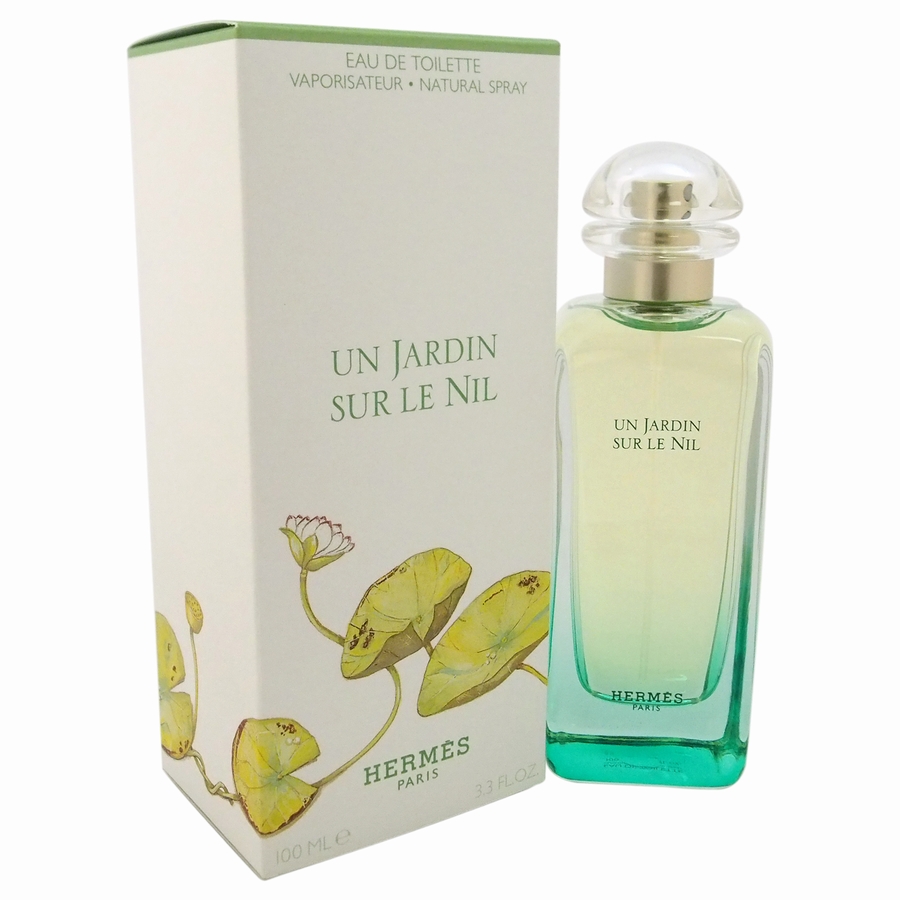 EAU DE TOILETTE
VAPORISATEUR • NATURAL SPRAY
UN JARDIN
SUR LE NIL
HERMÈS
PARIS
100 ML ℮
3.3 FL.OZ.
UN JARDIN
SUR LE NIL
HERMÈS
PARIS